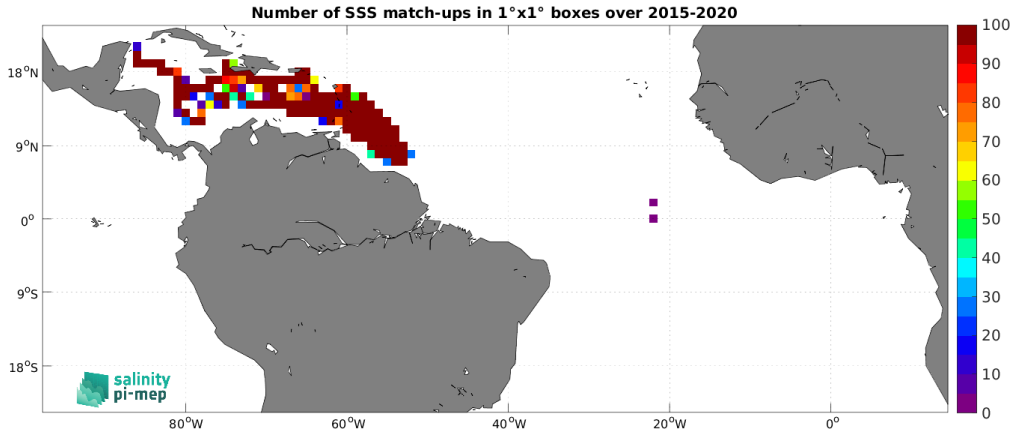 Number of SSS match-ups in 1°x1° boxes over 2015-2020
100
90
80
70
60
50
40
30
20
10
0
18°N
9°N
0°
9°S
18°S
salinity
pi-mep
80°W
60°W
40°W
20°W
0°